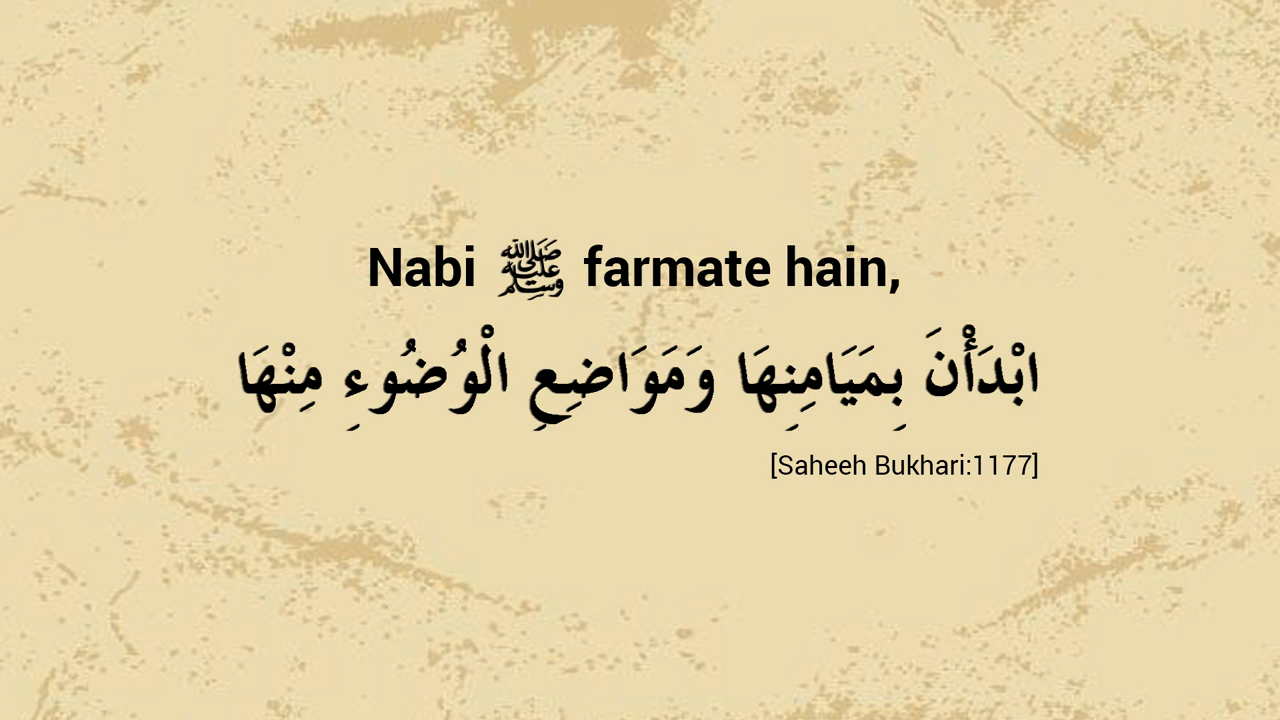 Nabi ﷺ farmate hain,
ابْدَأْنَ بِمَيَامِنِهَا وَمَوَاضِعِ الْوُضُوءِ مِنْهَا
[Saheeh Bukhari:1177]